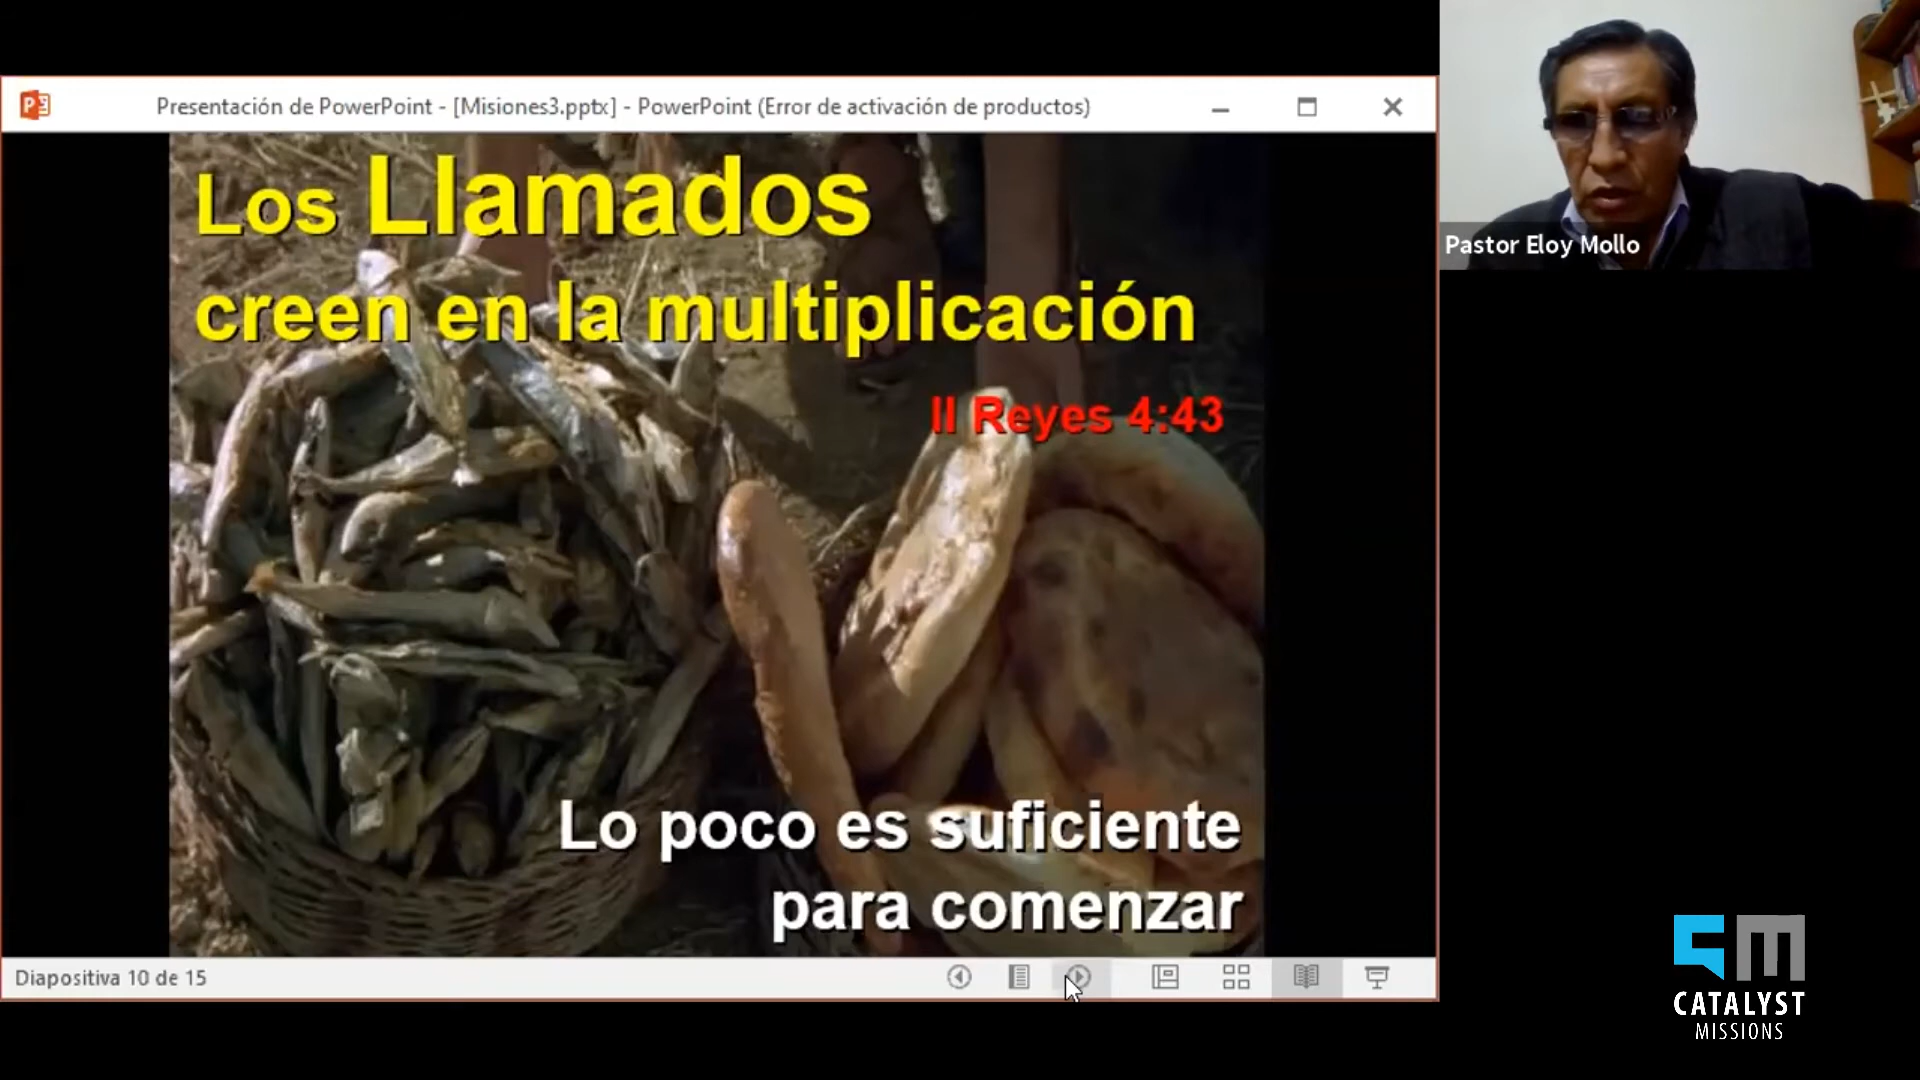 Presentación de PowerPoint - [Misiones3.pptx] - PowerPoint (Error de activación de productos)
Los Llamados
creen en la multiplicación
II Reyes 4:43
Lo poco es suficiente
para comenzar
Diapositiva 10 de 15
Pastor Eloy Mollo
CM
CATALYST
MISSIONS